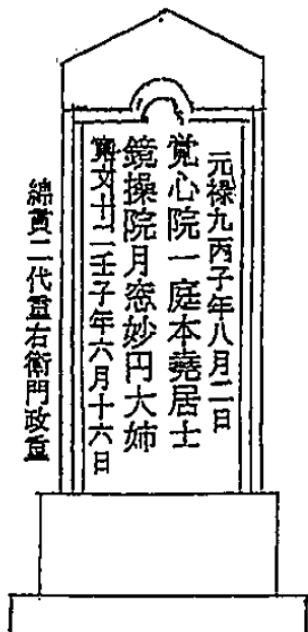 元禄九丙子年八月二日
覚心院一庭本堯居士
鏡操院月窓妙円大姉
寛文十二壬子年六月十六日
綿貫二代重右衛門政重